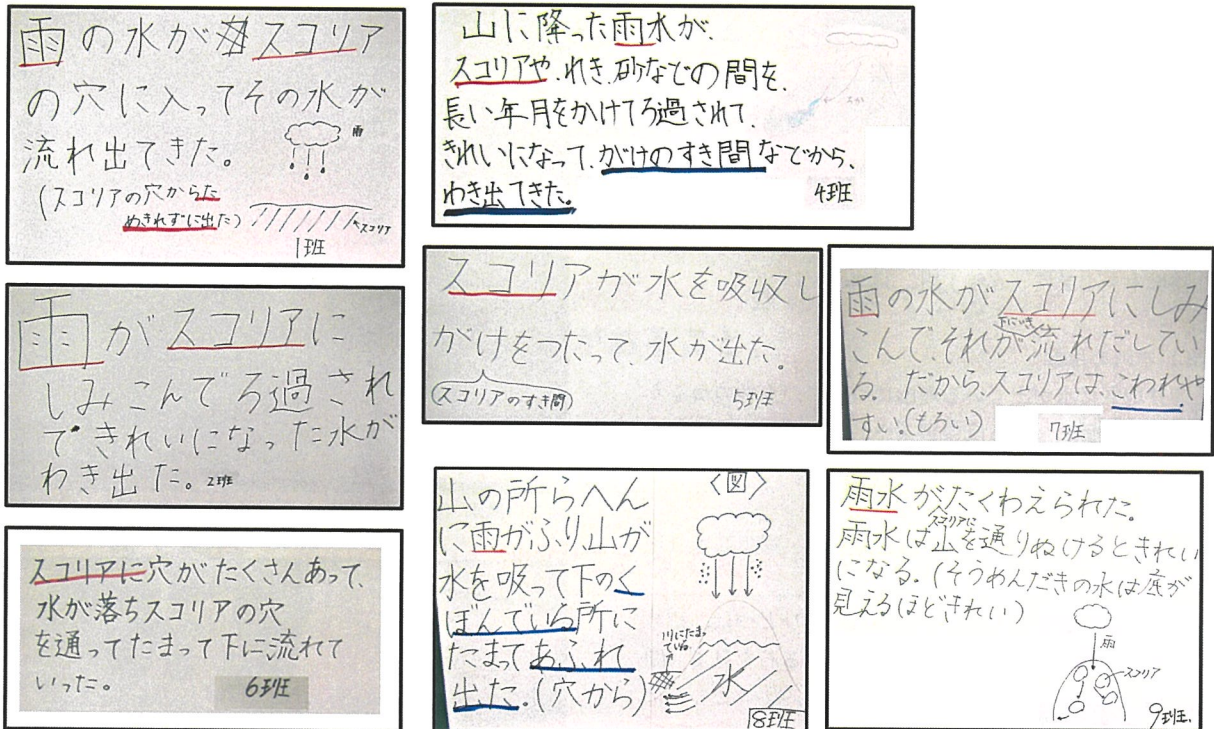 雨の水がスコリア
の穴に入ってその水が
流れ出てきた。
雨
(スコリアの穴からた
めきれずに出た)
←スコリア
1班
山に降った雨水が、
スコリアや、れき、砂などの間を、
長い年月をかけてろ過されて、
きれいになって、がけのすき間などから、
わき出てきた。
4班
雨がスコリアに
しみこんでろ過され
て、きれいになった水が
わき出た。2班
スコリアが水を吸収し
がけをつたって、水が出た。
(スコリアのすき間)
5班
雨の水がスコリアにしみ
こんで、それが下にいき流れだしてい
る。だから、スコリアは、こわれや
すい。(もろい)
7班
スコリアに穴がたくさんあって、
水が落ちスコリアの穴
を通ってたまって下に流れて
いった。
6班
山の所らへん
に雨がふり、山が
水を吸って下のく
ぼんでいる所に
たまってあふれ
出た。(穴から)
〈図〉
川にたまっ
ている
水
8班
雨水がたくわえられた。
スコリアに
雨水は山を通りぬけるときれい
になる。(そうめんだきの水は底が
見えるほどきれい)
雨
スコリア
9班.